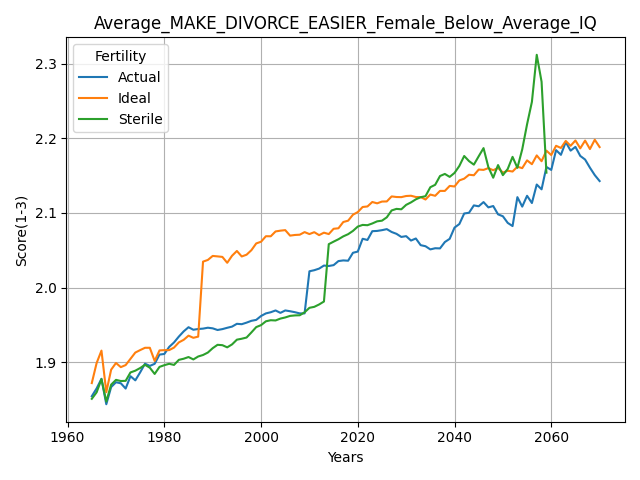 Average_MAKE_DIVORCE_EASIER_Female_Below_Average_IQ
Fertility
Actual
Ideal
Sterile
Score(1-3)
2.3
2.2
2.1
2.0
1.9
1960
1980
2000
2020
2040
2060
Years